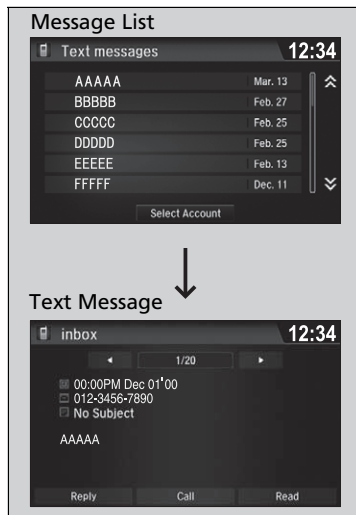 Message List
Text messages 12:34
AAAAA Mar. 13
BBBBB Feb. 27
CCCCC Feb. 25
DDDDD Feb. 25
EEEEE Feb. 13
FFFFF Dec. 11
Select Account
Text Message
inbox 12:34
1/20
00:00PM Dec 01'00
012-3456-7890
No Subject
AAAAA
Reply Call Read